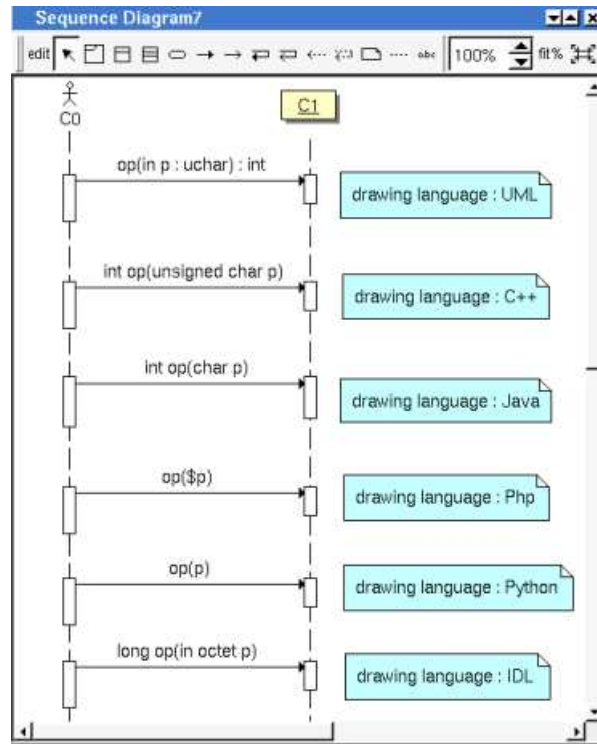 Sequence Diagram7
edit abc 100% fit%
C0 C1
op(in p : uchar) : int
drawing language : UML
int op(unsigned char p)
drawing language : C++
int op(char p)
drawing language : Java
op($p)
drawing language : Php
op(p)
drawing language : Python
long op(in octet p)
drawing language : IDL